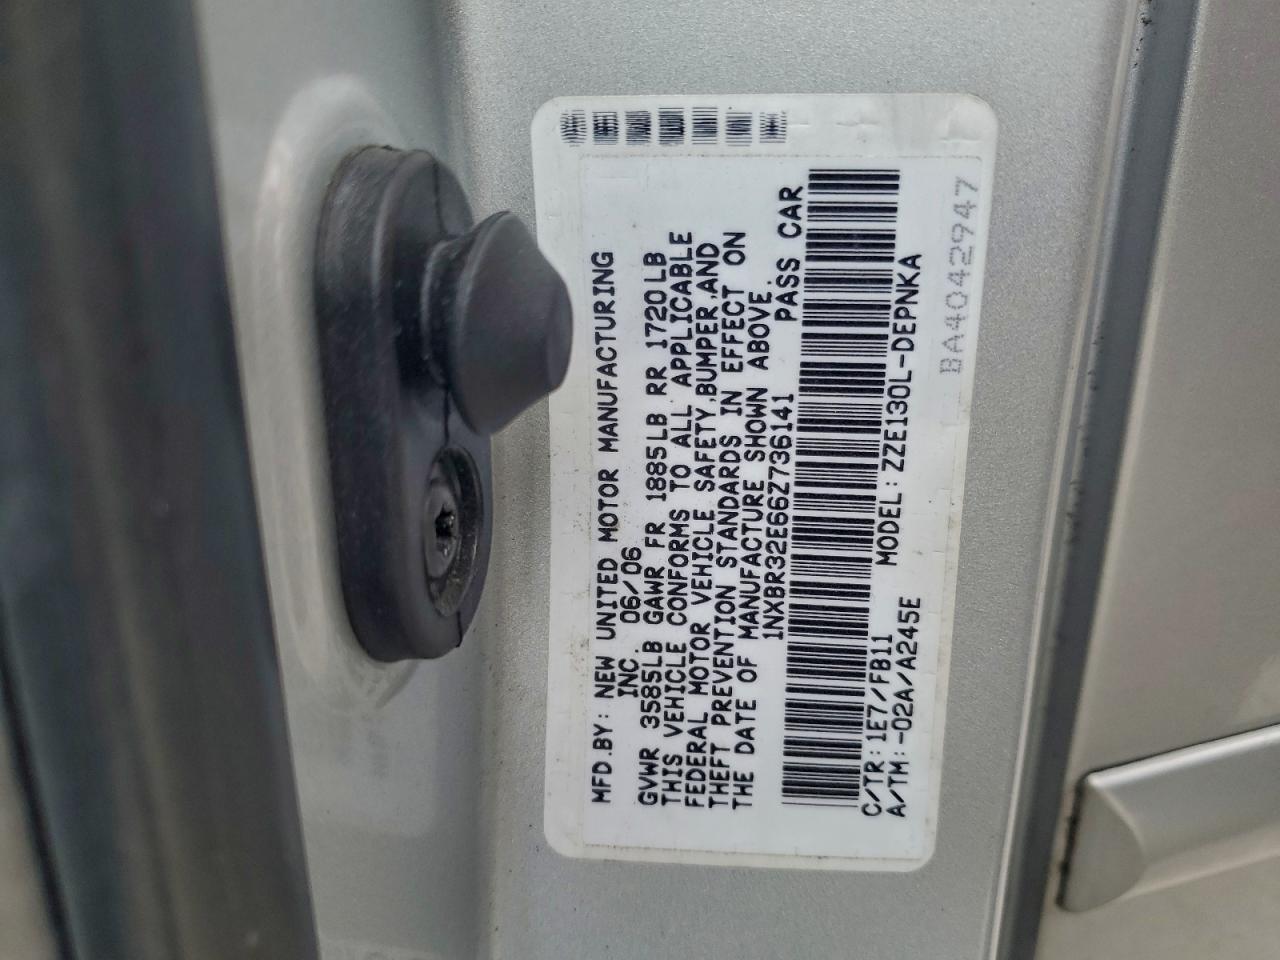 MFD.BY: NEW UNITED MOTOR MANUFACTURING
INC. 06/06
GVWR 3585LB GAWR FR 1885LB RR 1720LB
THIS VEHICLE CONFORMS TO ALL APPLICABLE
FEDERAL MOTOR VEHICLE SAFETY,BUMPER,AND
THEFT PREVENTION STANDARDS IN EFFECT ON
THE DATE OF MANUFACTURE SHOWN ABOVE.
1NXBR32E66Z736141 PASS CAR
C/TR: 1E7/FB11 MODEL: ZZE130L-DEPNKA
A/TM: -02A/A245E
BA4042947